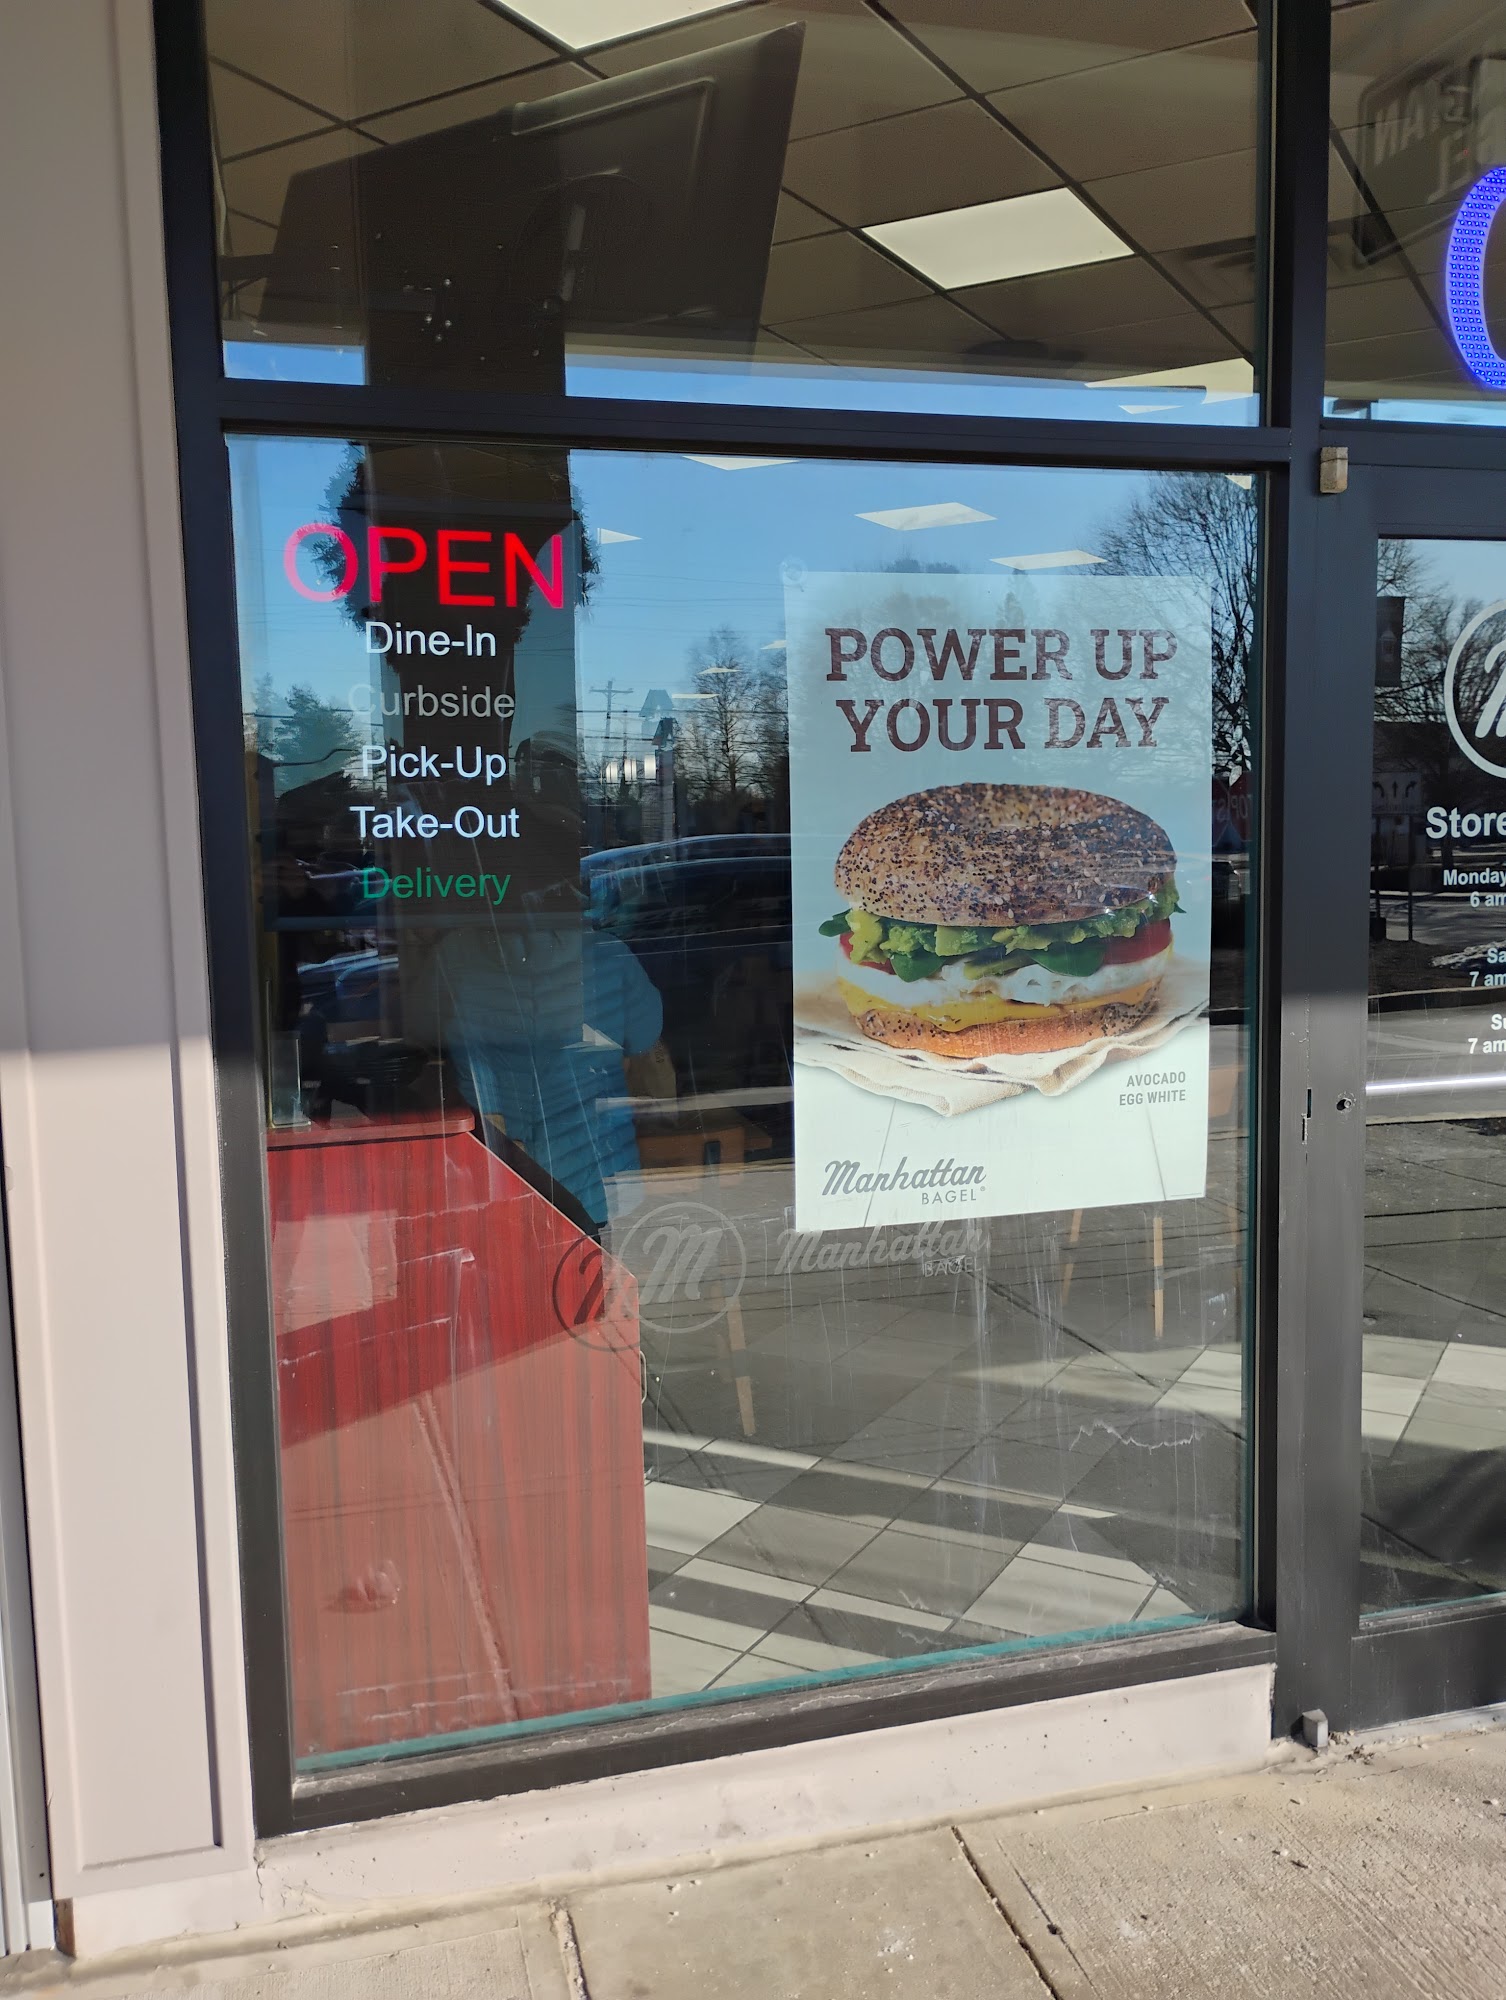 OPEN
Dine-In
Curbside
Pick-Up
Take-Out
Delivery
POWER UP
YOUR DAY
AVOCADO
EGG WHITE
Manhattan
BAGEL®
M
Manhattan
BAGEL
Store
Monday
6 am
7 am
7 am